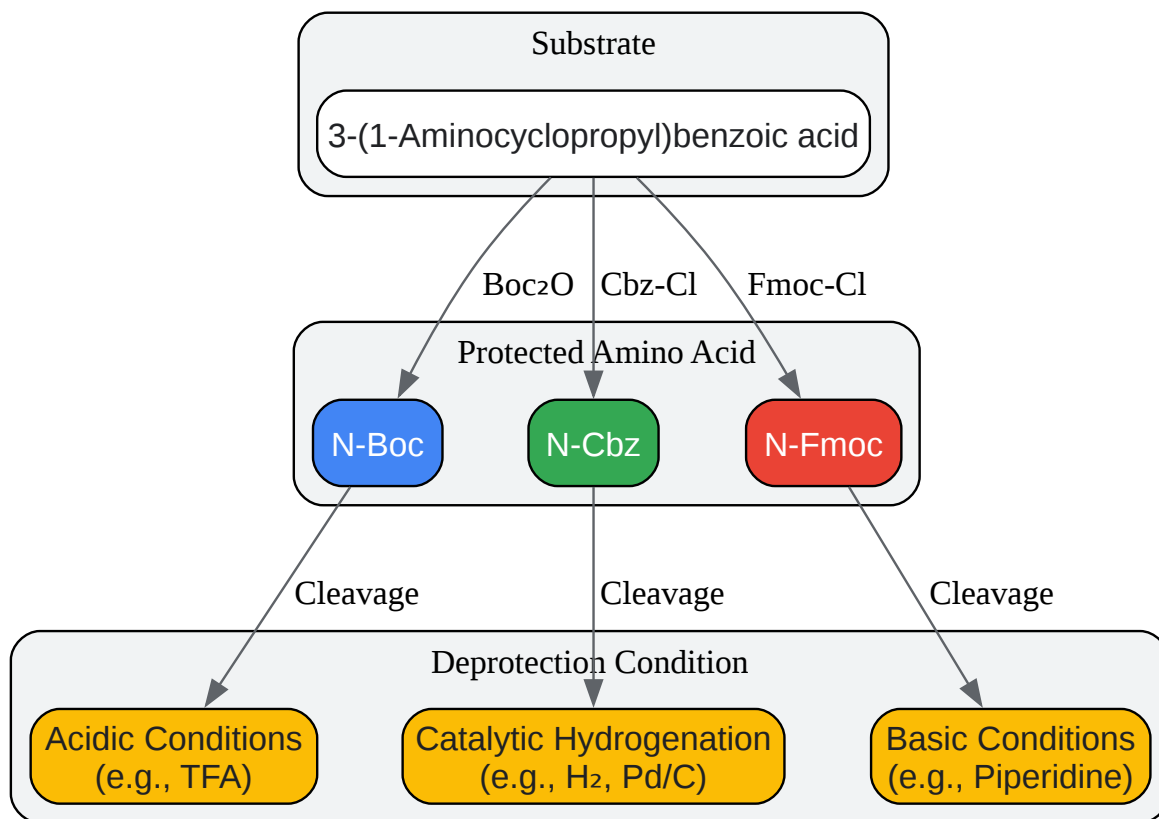 Substrate
3-(1-Aminocyclopropyl)benzoic acid
Boc₂O
Cbz-Cl
Fmoc-Cl
Protected Amino Acid
N-Boc
N-Cbz
N-Fmoc
Cleavage
Cleavage
Cleavage
Deprotection Condition
Acidic Conditions
(e.g., TFA)
Catalytic Hydrogenation
(e.g., H₂, Pd/C)
Basic Conditions
(e.g., Piperidine)